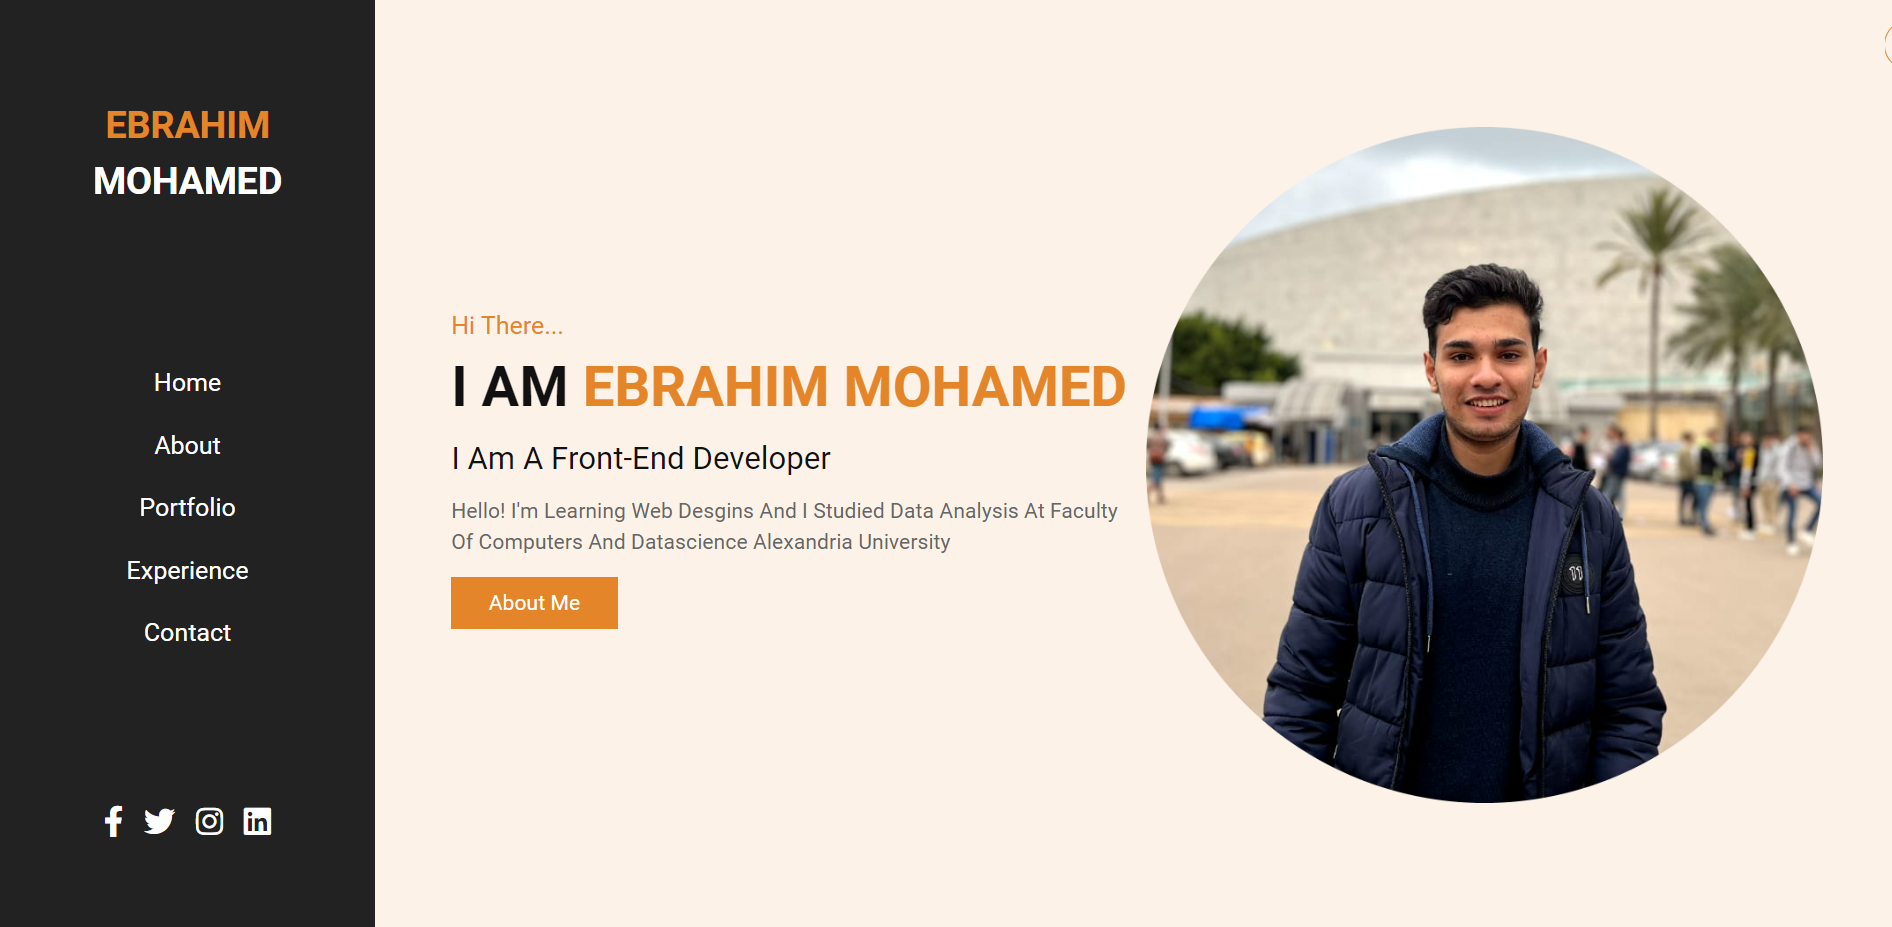 EBRAHIM
MOHAMED
Home
About
Portfolio
Experience
Contact
Hi There...
I AM EBRAHIM MOHAMED
I Am A Front-End Developer
Hello! I'm Learning Web Desgins And I Studied Data Analysis At Faculty
Of Computers And Datascience Alexandria University
About Me